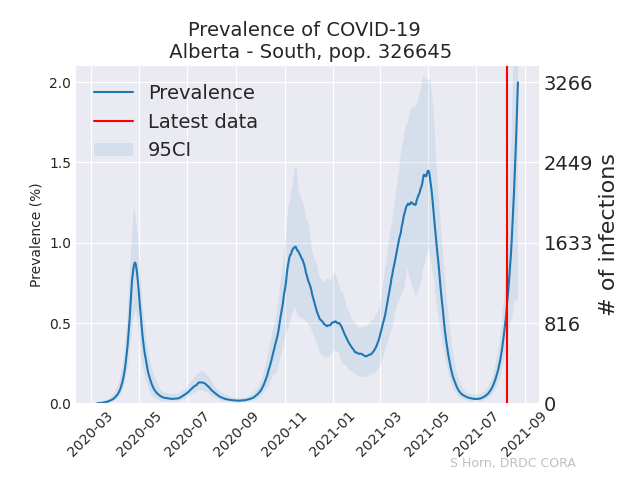 Prevalence of COVID-19
Alberta - South, pop. 326645
Prevalence
Latest data
95CI
Prevalence (%)
2.0
1.5
1.0
0.5
0.0
3266
2449
1633
816
0
# of infections
2020-03
2020-05
2020-07
2020-09
2020-11
2021-01
2021-03
2021-05
2021-07
2021-09
S Horn, DRDC CORA